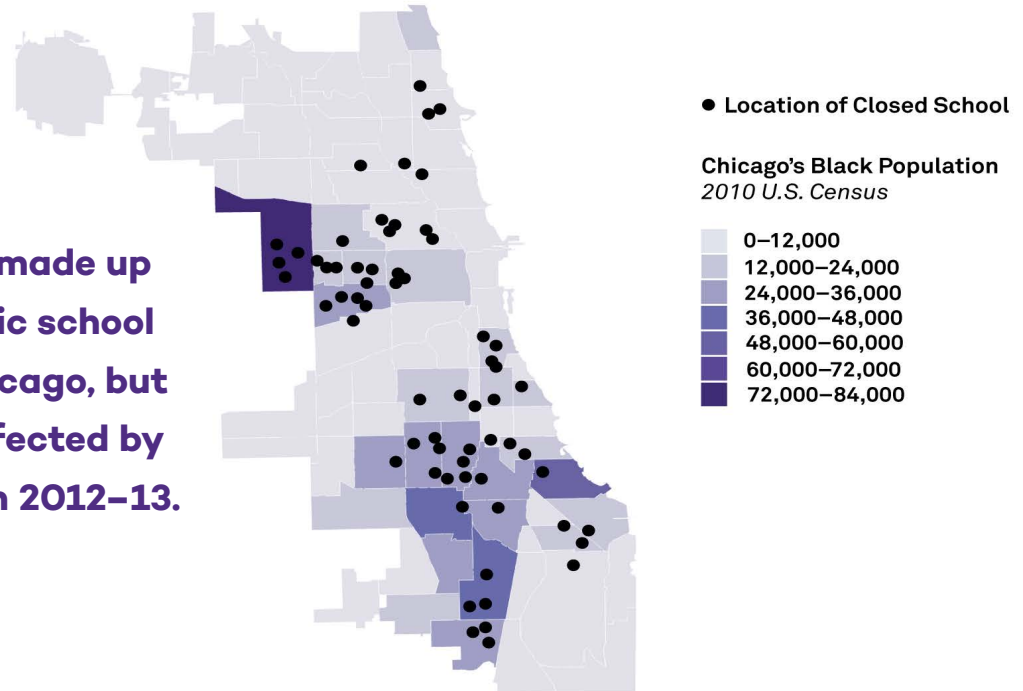 made up
ic school
cago, but
fected by
n 2012–13.
Location of Closed School
Chicago's Black Population
2010 U.S. Census
0–12,000
12,000–24,000
24,000–36,000
36,000–48,000
48,000–60,000
60,000–72,000
72,000–84,000